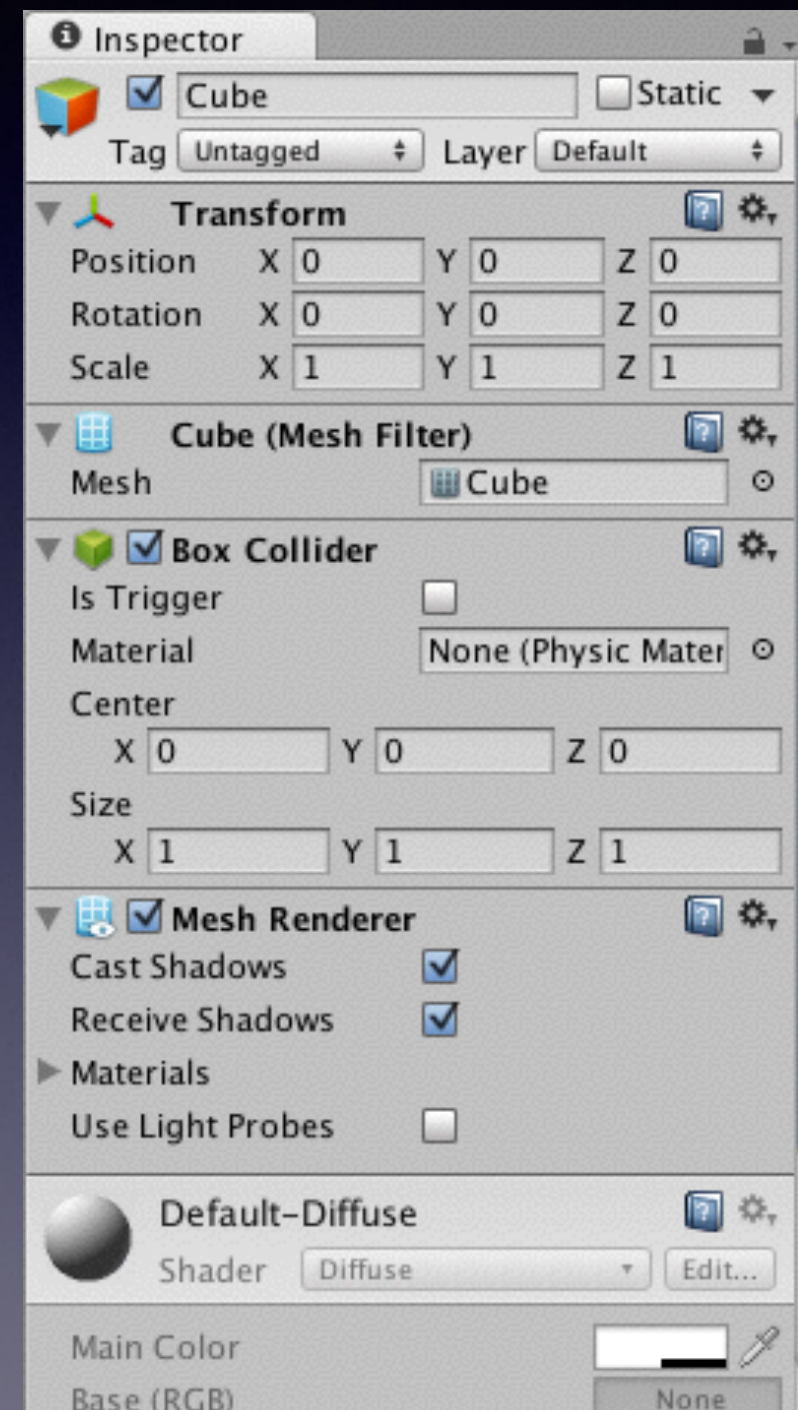 Inspector
Cube Static
Tag Untagged Layer Default
Transform
Position X 0 Y 0 Z 0
Rotation X 0 Y 0 Z 0
Scale X 1 Y 1 Z 1
Cube (Mesh Filter)
Mesh Cube
Box Collider
Is Trigger
Material None (Physic Mater
Center
X 0 Y 0 Z 0
Size
X 1 Y 1 Z 1
Mesh Renderer
Cast Shadows
Receive Shadows
Materials
Use Light Probes
Default-Diffuse
Shader Diffuse Edit...
Main Color
Base (RGB) None